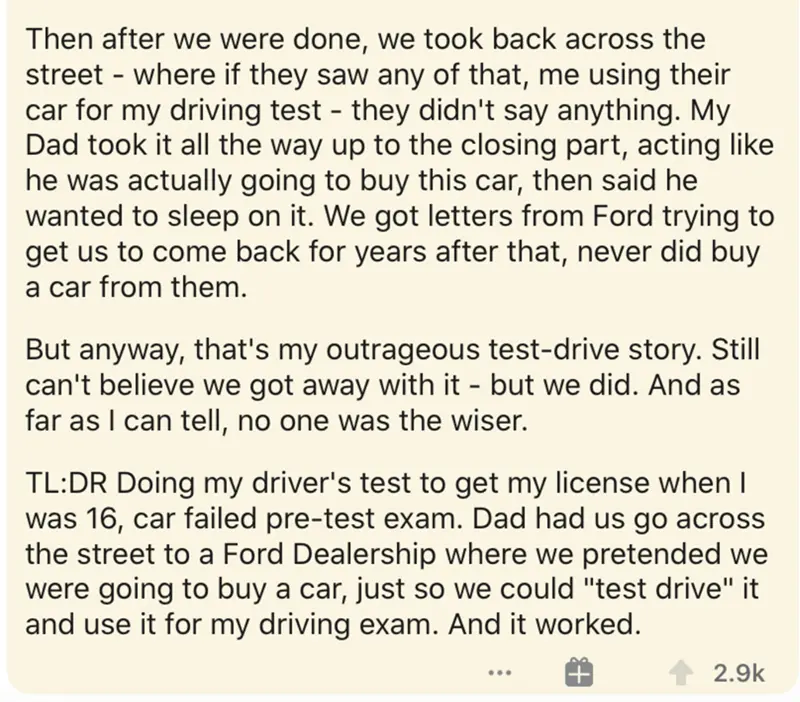 Then after we were done, we took back across the
street - where if they saw any of that, me using their
car for my driving test - they didn't say anything. My
Dad took it all the way up to the closing part, acting like
he was actually going to buy this car, then said he
wanted to sleep on it. We got letters from Ford trying to
get us to come back for years after that, never did buy
a car from them.
But anyway, that's my outrageous test-drive story. Still
can't believe we got away with it - but we did. And as
far as I can tell, no one was the wiser.
TL:DR Doing my driver's test to get my license when I
was 16, car failed pre-test exam. Dad had us go across
the street to a Ford Dealership where we pretended we
were going to buy a car, just so we could "test drive" it
and use it for my driving exam. And it worked.
2.9k